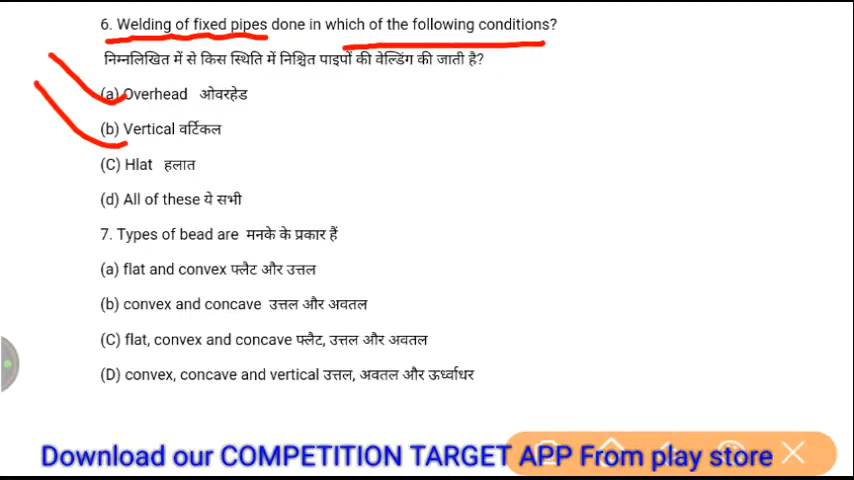 6. Welding of fixed pipes done in which of the following conditions?
निम्नलिखित में से किस स्थिति में निश्चित पाइपों की वेल्डिंग की जाती है?
(a) Overhead ओवरहेड
(b) Vertical वर्टिकल
(C) Hlat हलात
(d) All of these ये सभी
7. Types of bead are मनके के प्रकार हैं
(a) flat and convex फ्लैट और उत्तल
(b) convex and concave उत्तल और अवतल
(C) flat, convex and concave फ्लैट, उत्तल और अवतल
(D) convex, concave and vertical उत्तल, अवतल और ऊर्ध्वाधर
Download our COMPETITION TARGET APP From play store